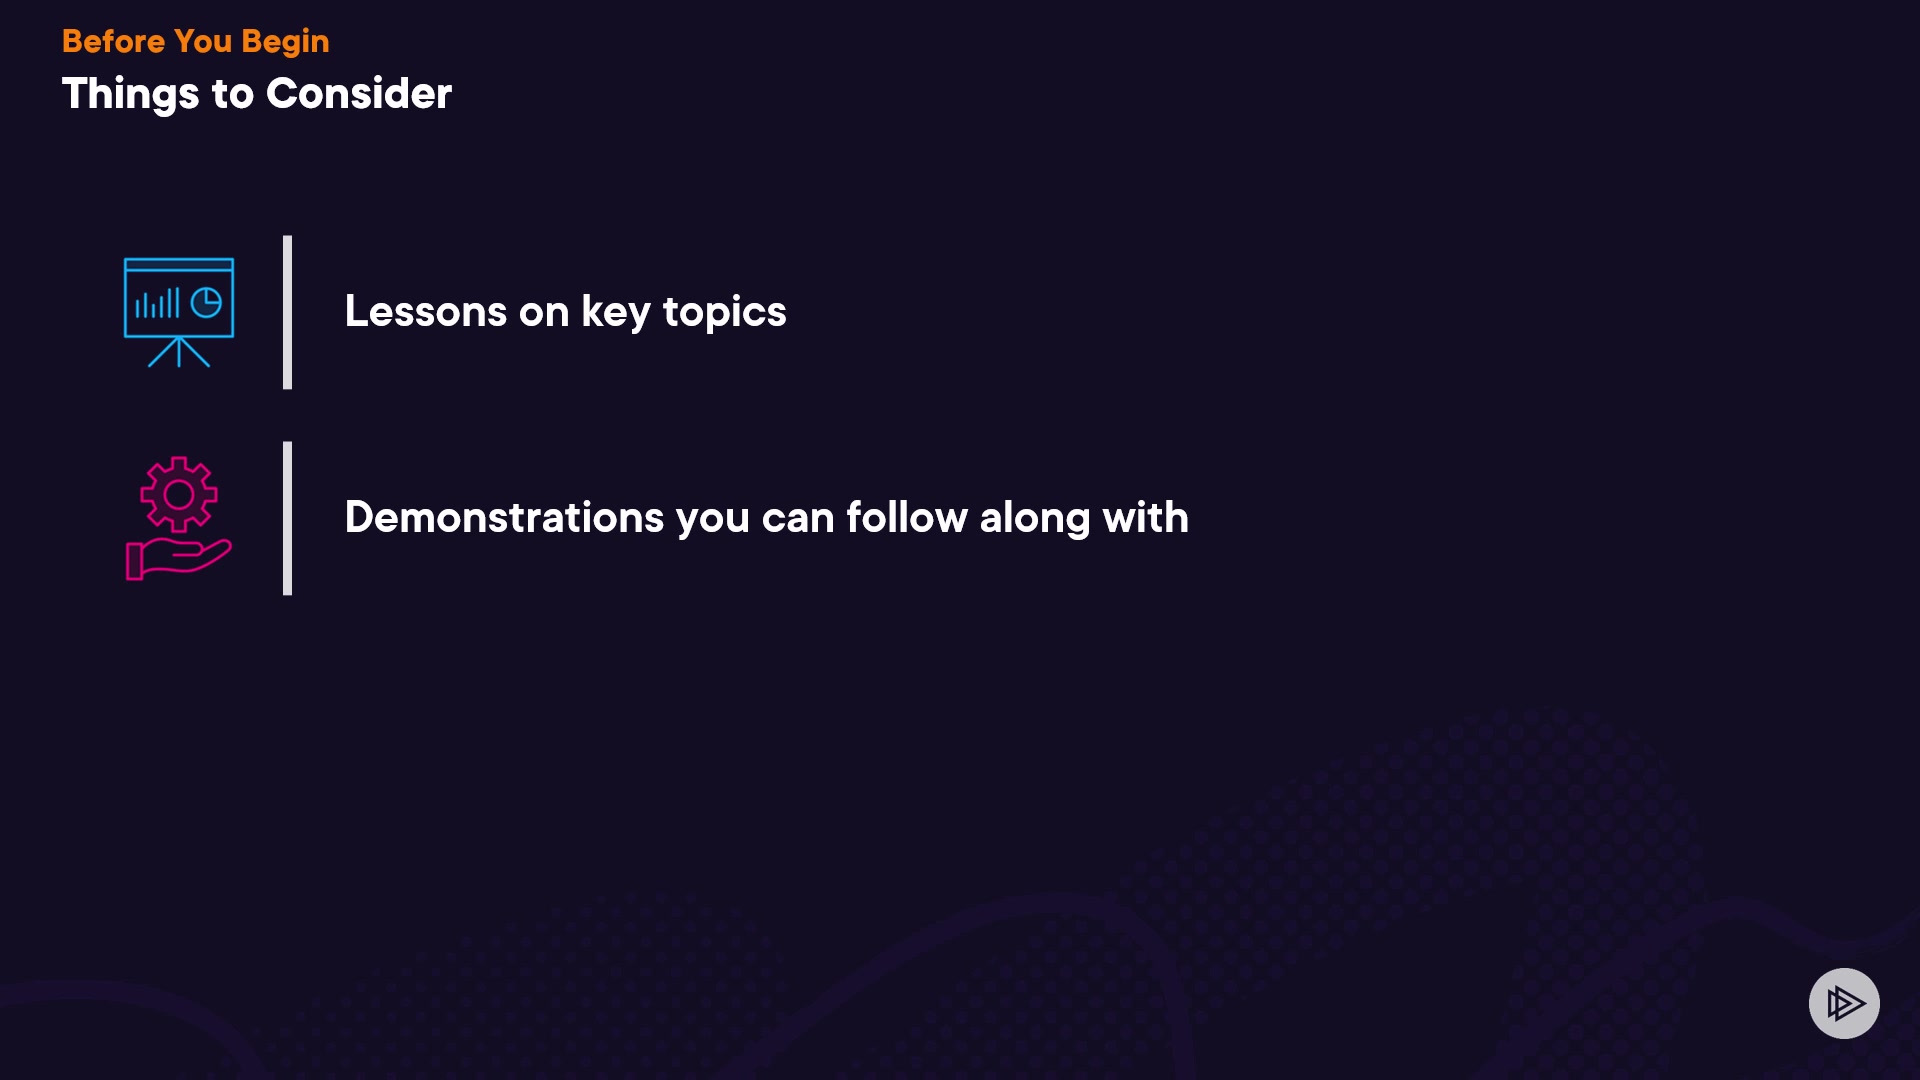 Before You Begin
Things to Consider
Lessons on key topics
Demonstrations you can follow along with